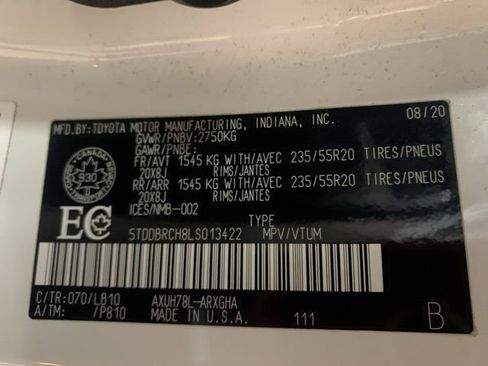 MFD.BY:TOYOTA MOTOR MANUFACTURING, INDIANA, INC. 08/20
GVWR/PNBV:2750KG
GAWR/PNBE:
FR/AVT 1545 KG WITH/AVEC 235/55R20 TIRES/PNEUS
20X8J RIMS/JANTES
RR/ARR 1545 KG WITH/AVEC 235/55R20 TIRES/PNEUS
20X8J RIMS/JANTES
ICES/NMB-002
CANADA
930
EC
TYPE
5TDDBRCH8LS013422 MPV/VTUM
C/TR:070/LB10 AXUH78L-ARXGHA
A/TM: /P810 MADE IN U.S.A. 111 B